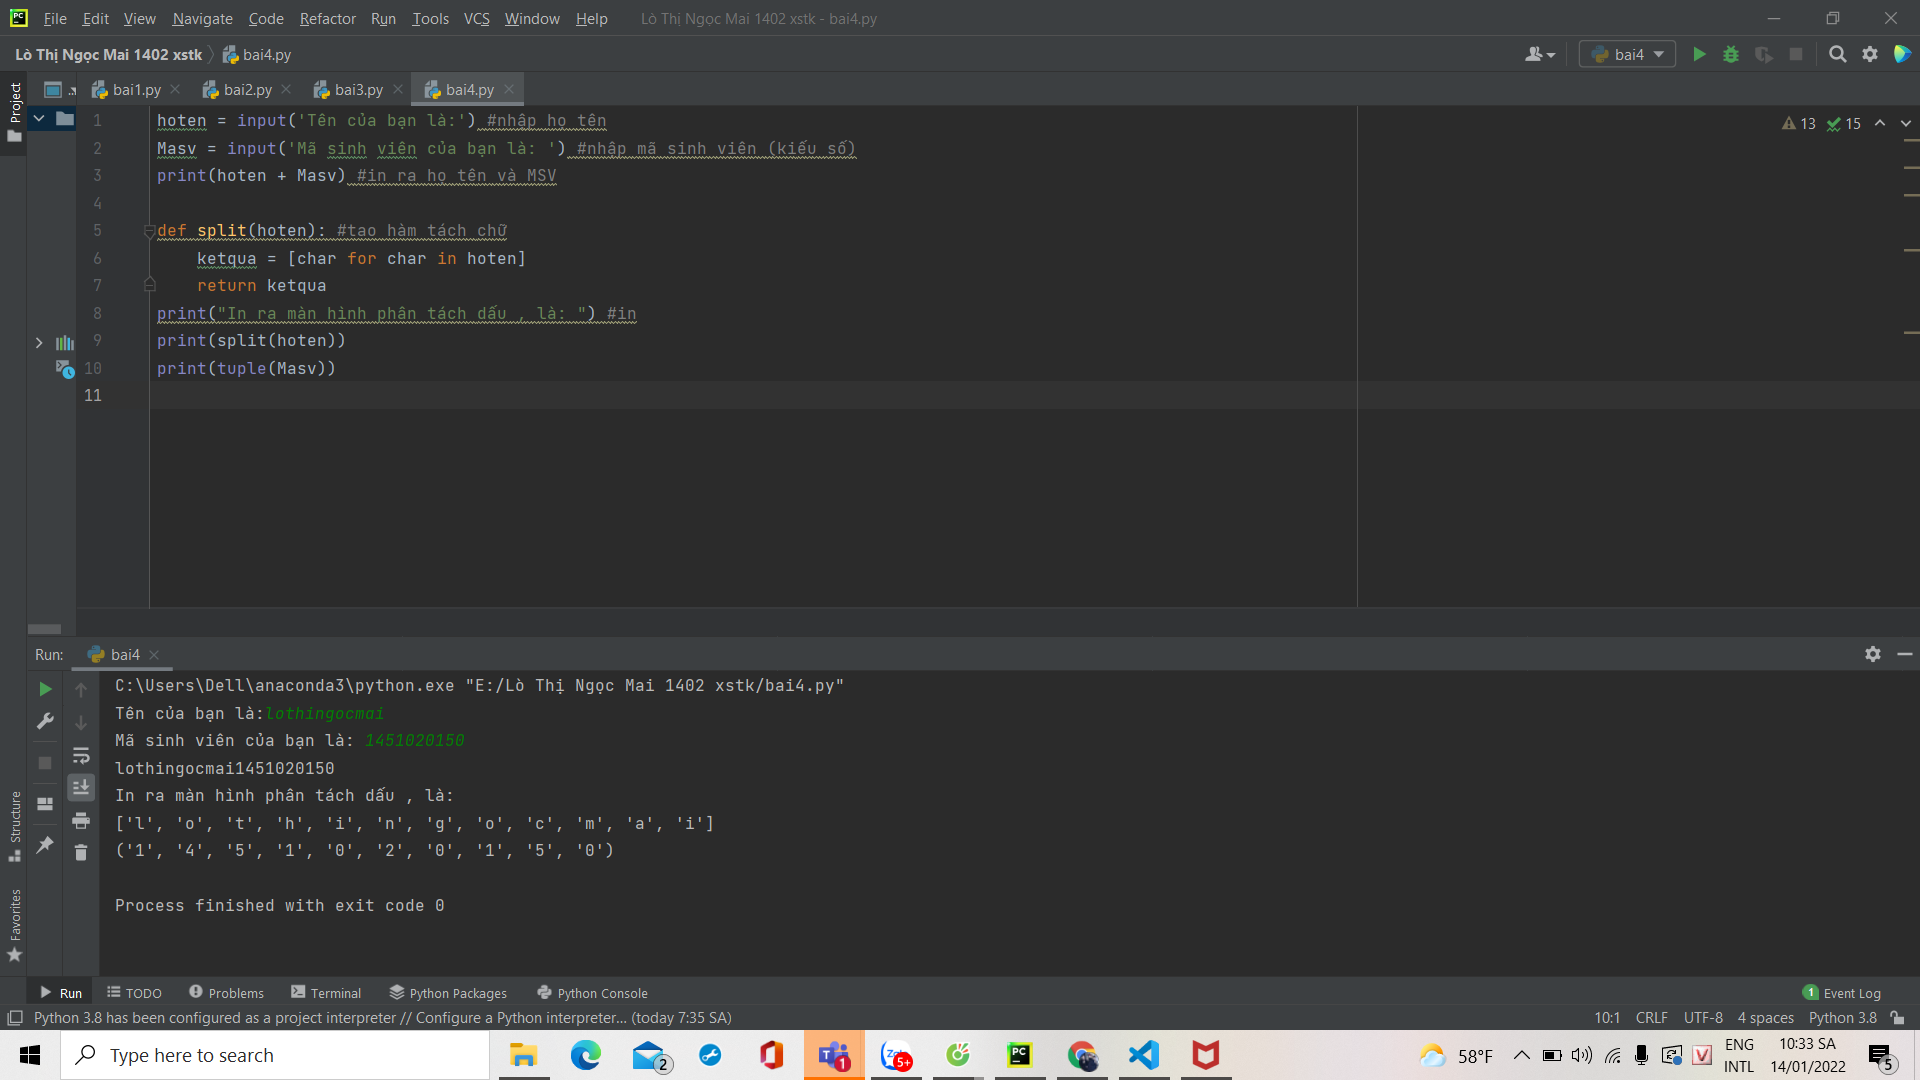 File Edit View Navigate Code Refactor Run Tools VCS Window Help Lò Thị Ngọc Mai 1402 xstk - bai4.py
Lò Thị Ngọc Mai 1402 xstk bai4.py bai4
Project bai1.py bai2.py bai3.py bai4.py
13 15
1 hoten = input('Tên của bạn là:') #nhập họ tên
2 Masv = input('Mã sinh viên của bạn là: ') #nhập mã sinh viên (kiểu số)
3 print(hoten + Masv) #in ra họ tên và MSV
4
5 def split(hoten): #tạo hàm tách chữ
6 ketqua = [char for char in hoten]
7 return ketqua
8 print("In ra màn hình phân tách dấu , là: ") #in
9 print(split(hoten))
10 print(tuple(Masv))
11
Run: bai4
C:\Users\Dell\anaconda3\python.exe "E:/Lò Thị Ngọc Mai 1402 xstk/bai4.py"
Tên của bạn là:lothingocmai
Mã sinh viên của bạn là: 1451020150
lothingocmai1451020150
In ra màn hình phân tách dấu , là:
['l', 'o', 't', 'h', 'i', 'n', 'g', 'o', 'c', 'm', 'a', 'i']
('1', '4', '5', '1', '0', '2', '0', '1', '5', '0')
Process finished with exit code 0
Structure
Favorites
Run TODO Problems Terminal Python Packages Python Console 1 Event Log
Python 3.8 has been configured as a project interpreter // Configure a Python interpreter... (today 7:35 SA) 10:1 CRLF UTF-8 4 spaces Python 3.8
Type here to search 2 1 5+ PC 58°F ENG 10:33 SA
INTL 14/01/2022 5